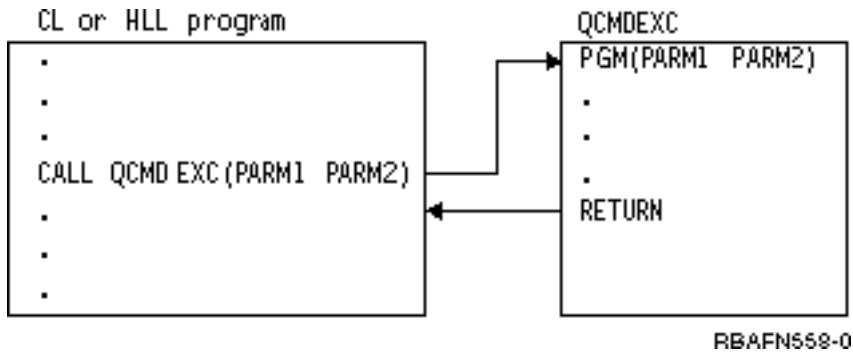 CL or HLL program
.
.
.
CALL QCMD EXC(PARM1 PARM2)
.
.
.
QCMDEXC
PGM(PARM1 PARM2)
.
.
.
RETURN
RBAFN558-0